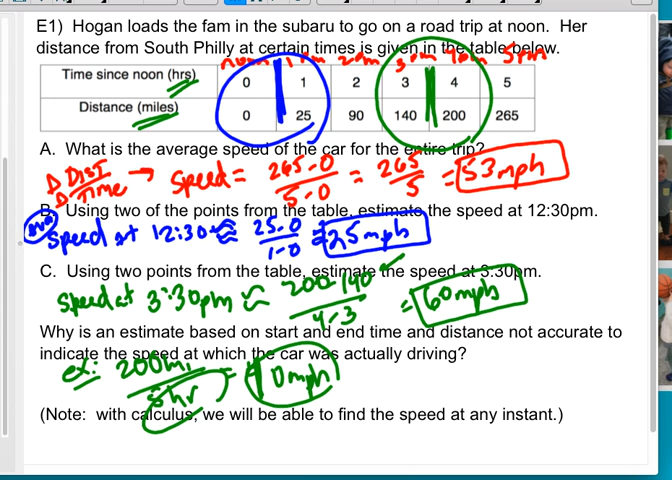 E1) Hogan loads the fam in the subaru to go on a road trip at noon. Her
distance from South Philly at certain times is given in the table below.
noon 1pm 2pm 3pm 4pm 5pm
Time since noon (hrs) 0 1 2 3 4 5
Distance (miles) 0 25 90 140 200 265
A. What is the average speed of the car for the entire trip?
Δ DIST / Δ TIME → speed = 265-0 / 5-0 = 265 / 5 = 53mph
B. Using two of the points from the table, estimate the speed at 12:30pm.
speed at 12:30 ≈ 25-0 / 1-0 = 25mph
C. Using two points from the table, estimate the speed at 3:30pm.
speed at 3:30pm ≈ 200-140 / 4-3 = 60mph
Why is an estimate based on start and end time and distance not accurate to
indicate the speed at which the car was actually driving?
ex: 200mi / hr = 0mph
(Note: with calculus, we will be able to find the speed at any instant.)